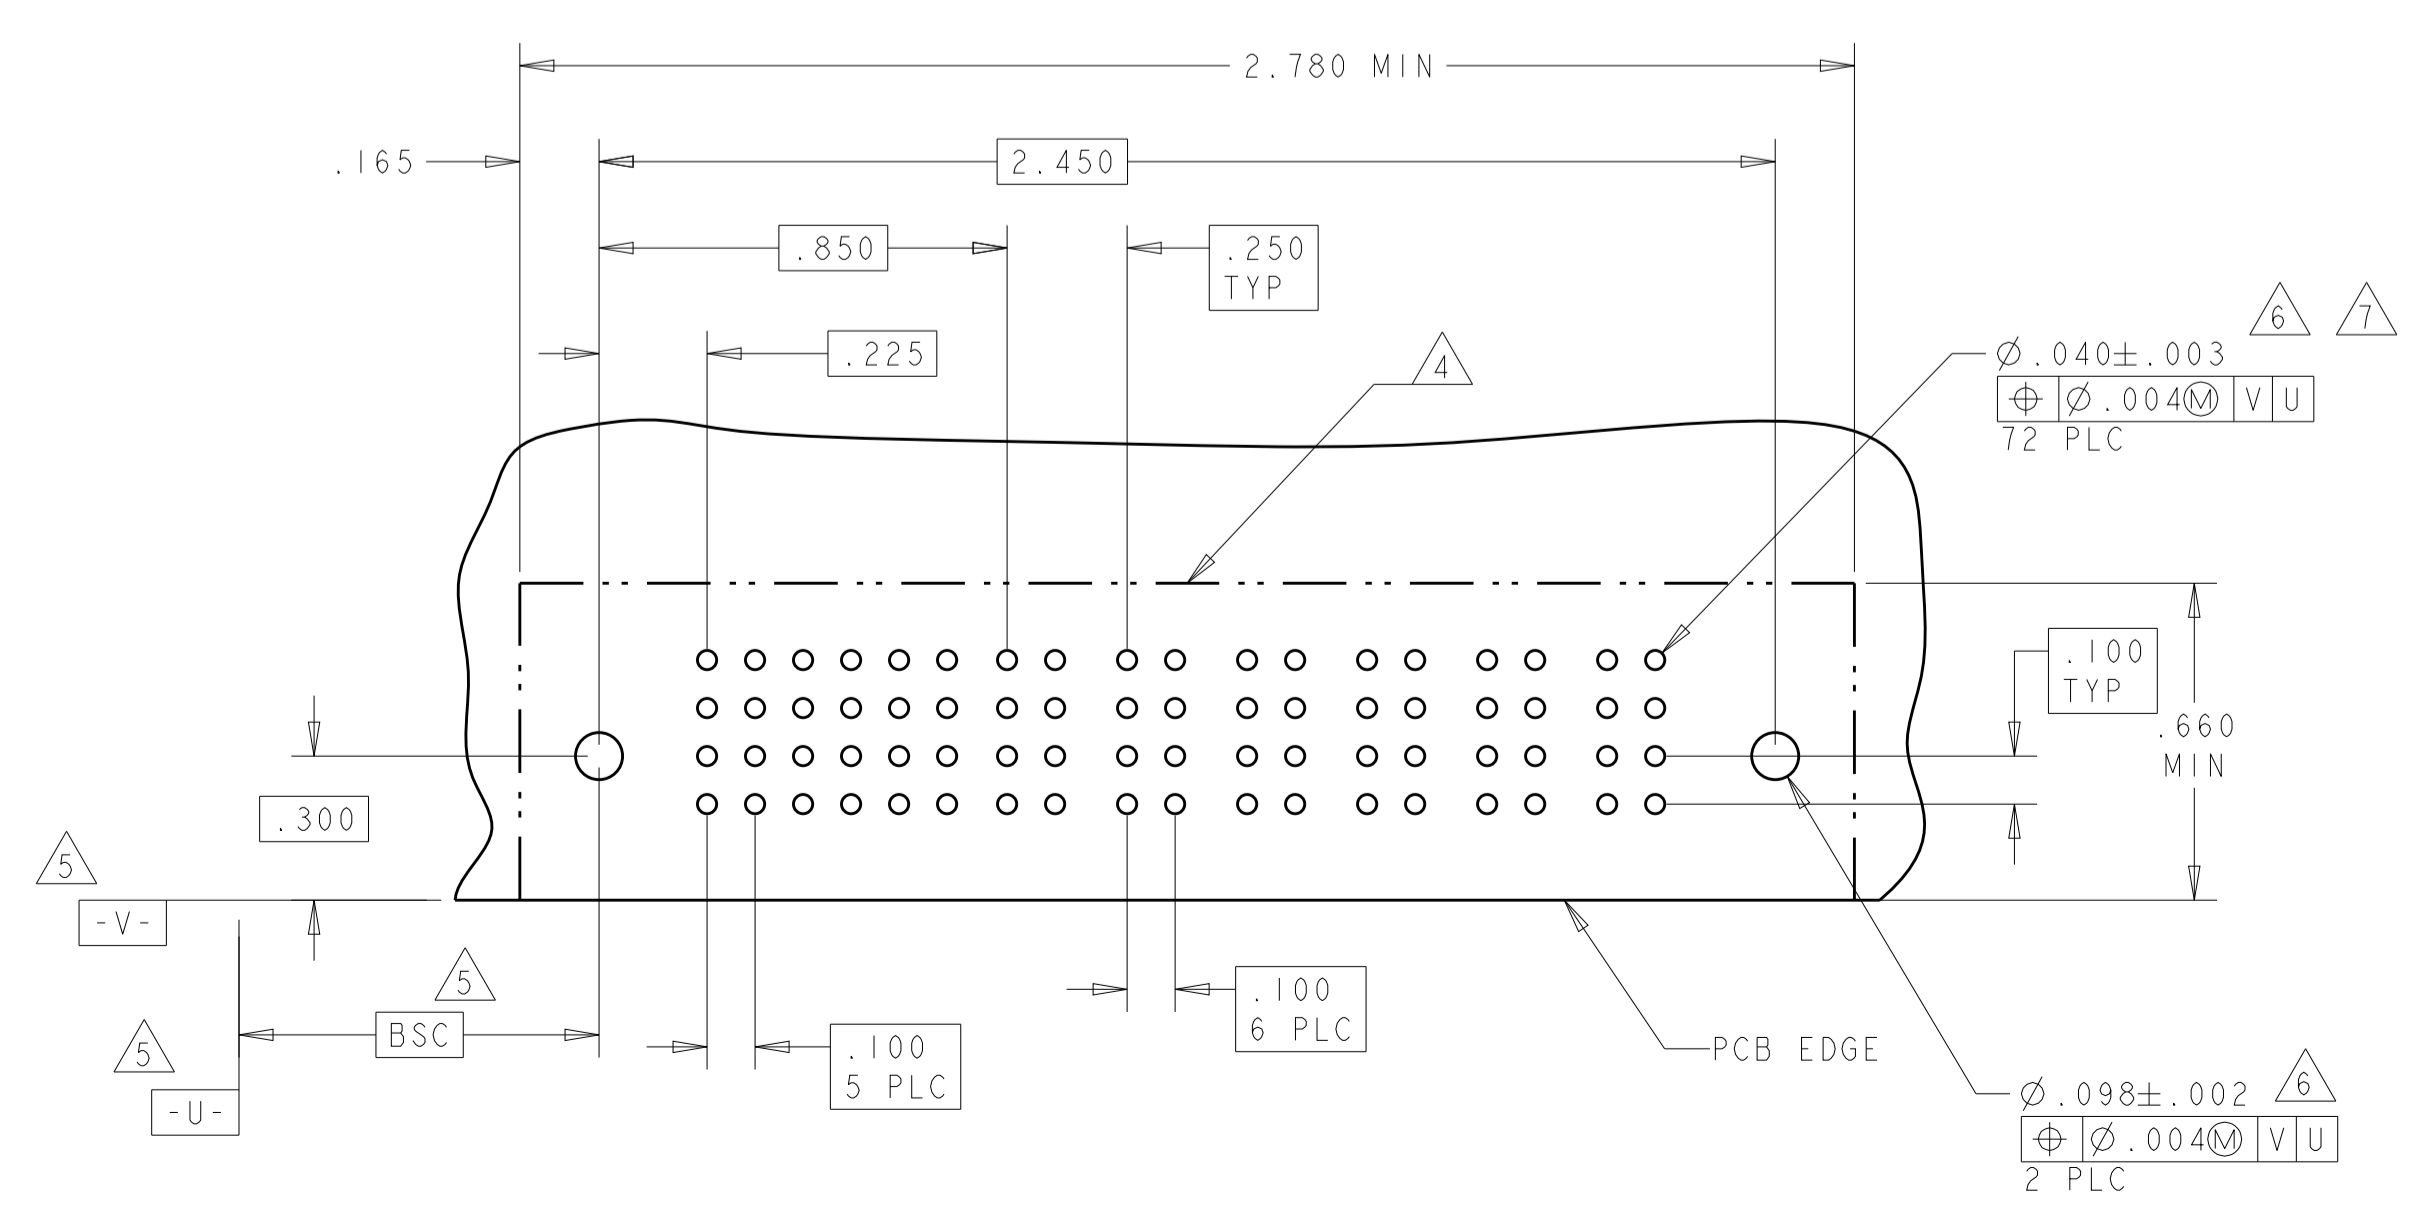 2.780 MIN
.165
2.450
.850
.250
TYP
.225
4
6
7
Ø.040±.003
⌖ Ø.004Ⓜ V U
72 PLC
.100
TYP
.660
MIN
.300
5
-V-
5
BSC
5
-U-
.100
5 PLC
.100
6 PLC
PCB EDGE
6
Ø.098±.002
⌖ Ø.004Ⓜ V U
2 PLC